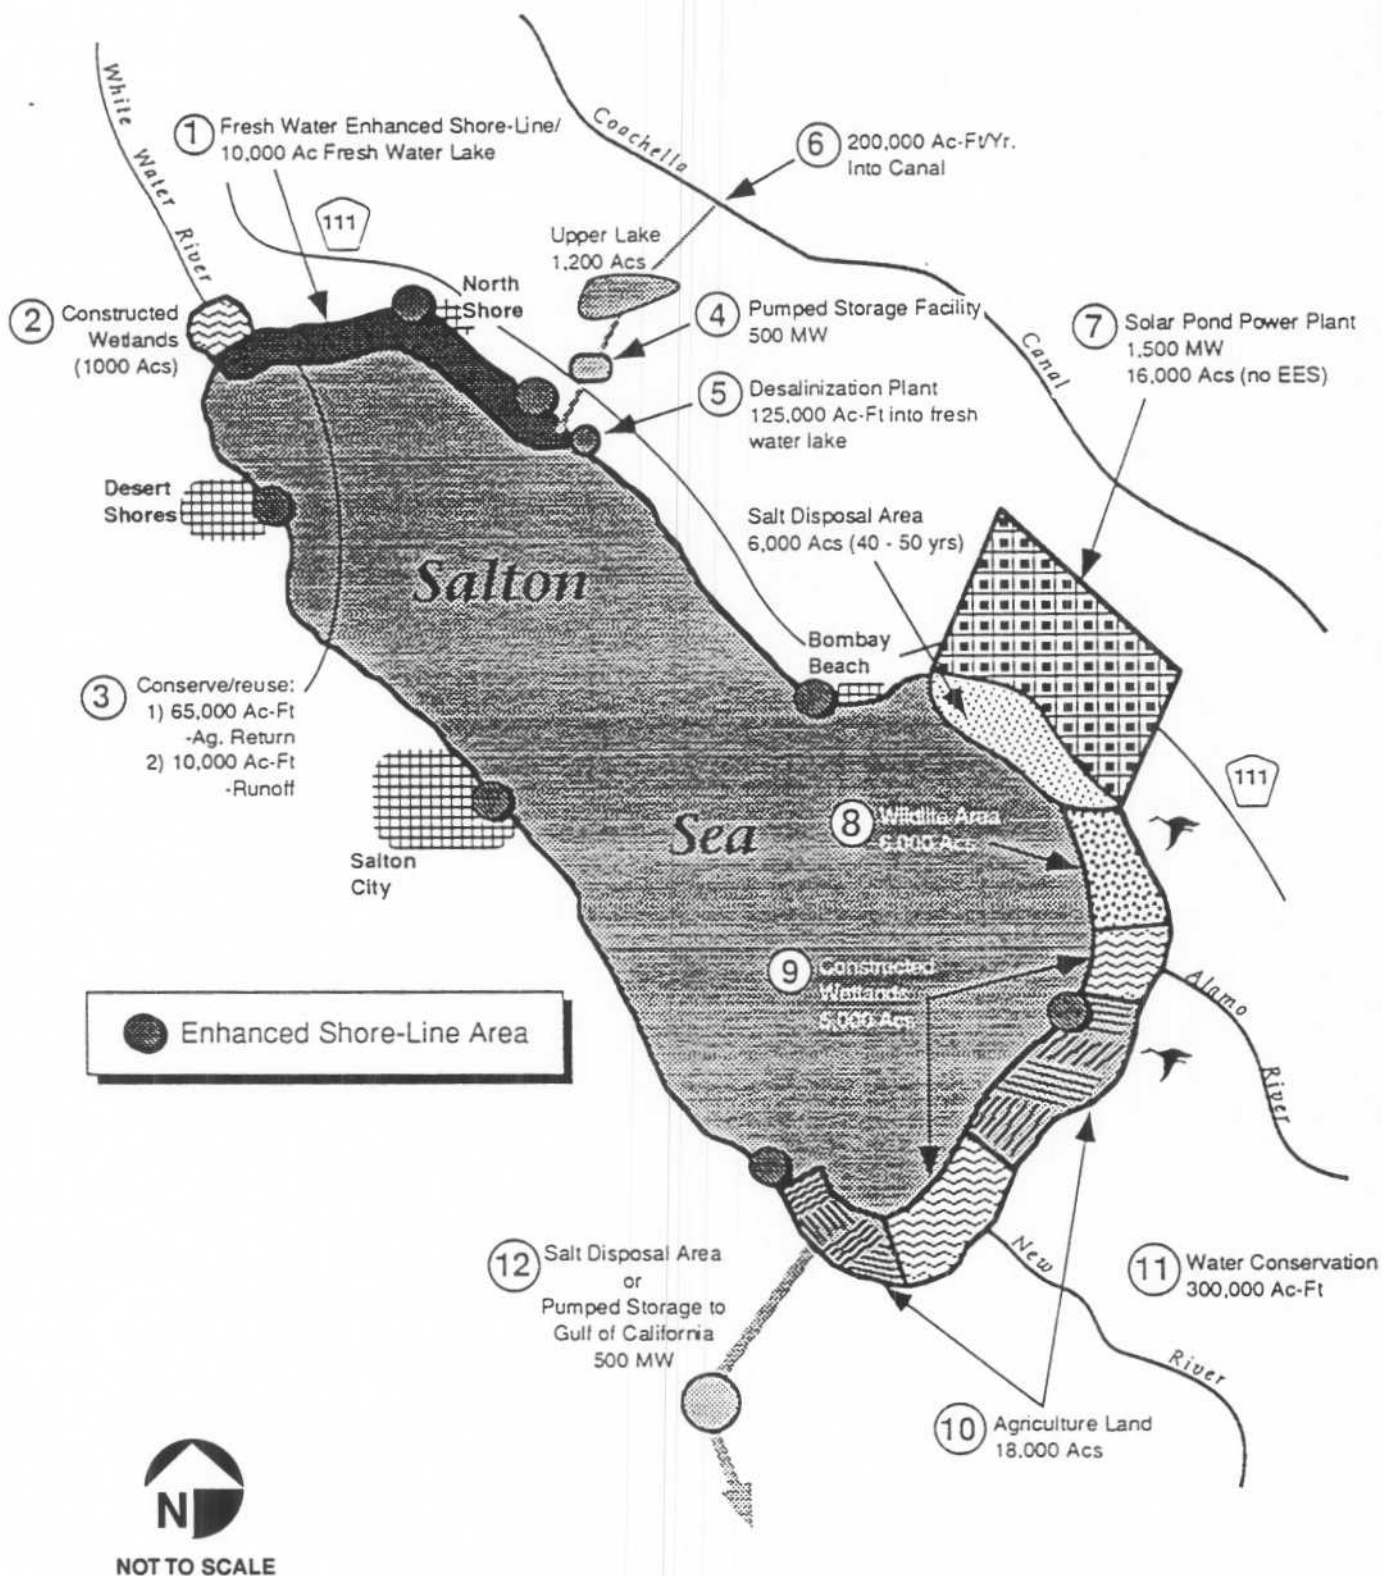 White Water River
1 Fresh Water Enhanced Shore-Line/
10,000 Ac Fresh Water Lake
111
Coachella
Canal
6 200,000 Ac-Ft/Yr.
Into Canal
Upper Lake
1,200 Acs
North
Shore
2 Constructed
Wetlands
(1000 Acs)
4 Pumped Storage Facility
500 MW
7 Solar Pond Power Plant
1,500 MW
16,000 Acs (no EES)
5 Desalinization Plant
125,000 Ac-Ft into fresh
water lake
Desert
Shores
Salt Disposal Area
6,000 Acs (40 - 50 yrs)
Salton
Bombay
Beach
3 Conserve/reuse:
1) 65,000 Ac-Ft
-Ag. Return
2) 10,000 Ac-Ft
-Runoff
111
Sea
8 Wildlife Area
6,000 Acs
Salton
City
9 Constructed
Wetlands
5,000 Acs
Alamo
River
Enhanced Shore-Line Area
12 Salt Disposal Area
or
Pumped Storage to
Gulf of California
500 MW
New
River
11 Water Conservation
300,000 Ac-Ft
10 Agriculture Land
18,000 Acs
N
NOT TO SCALE